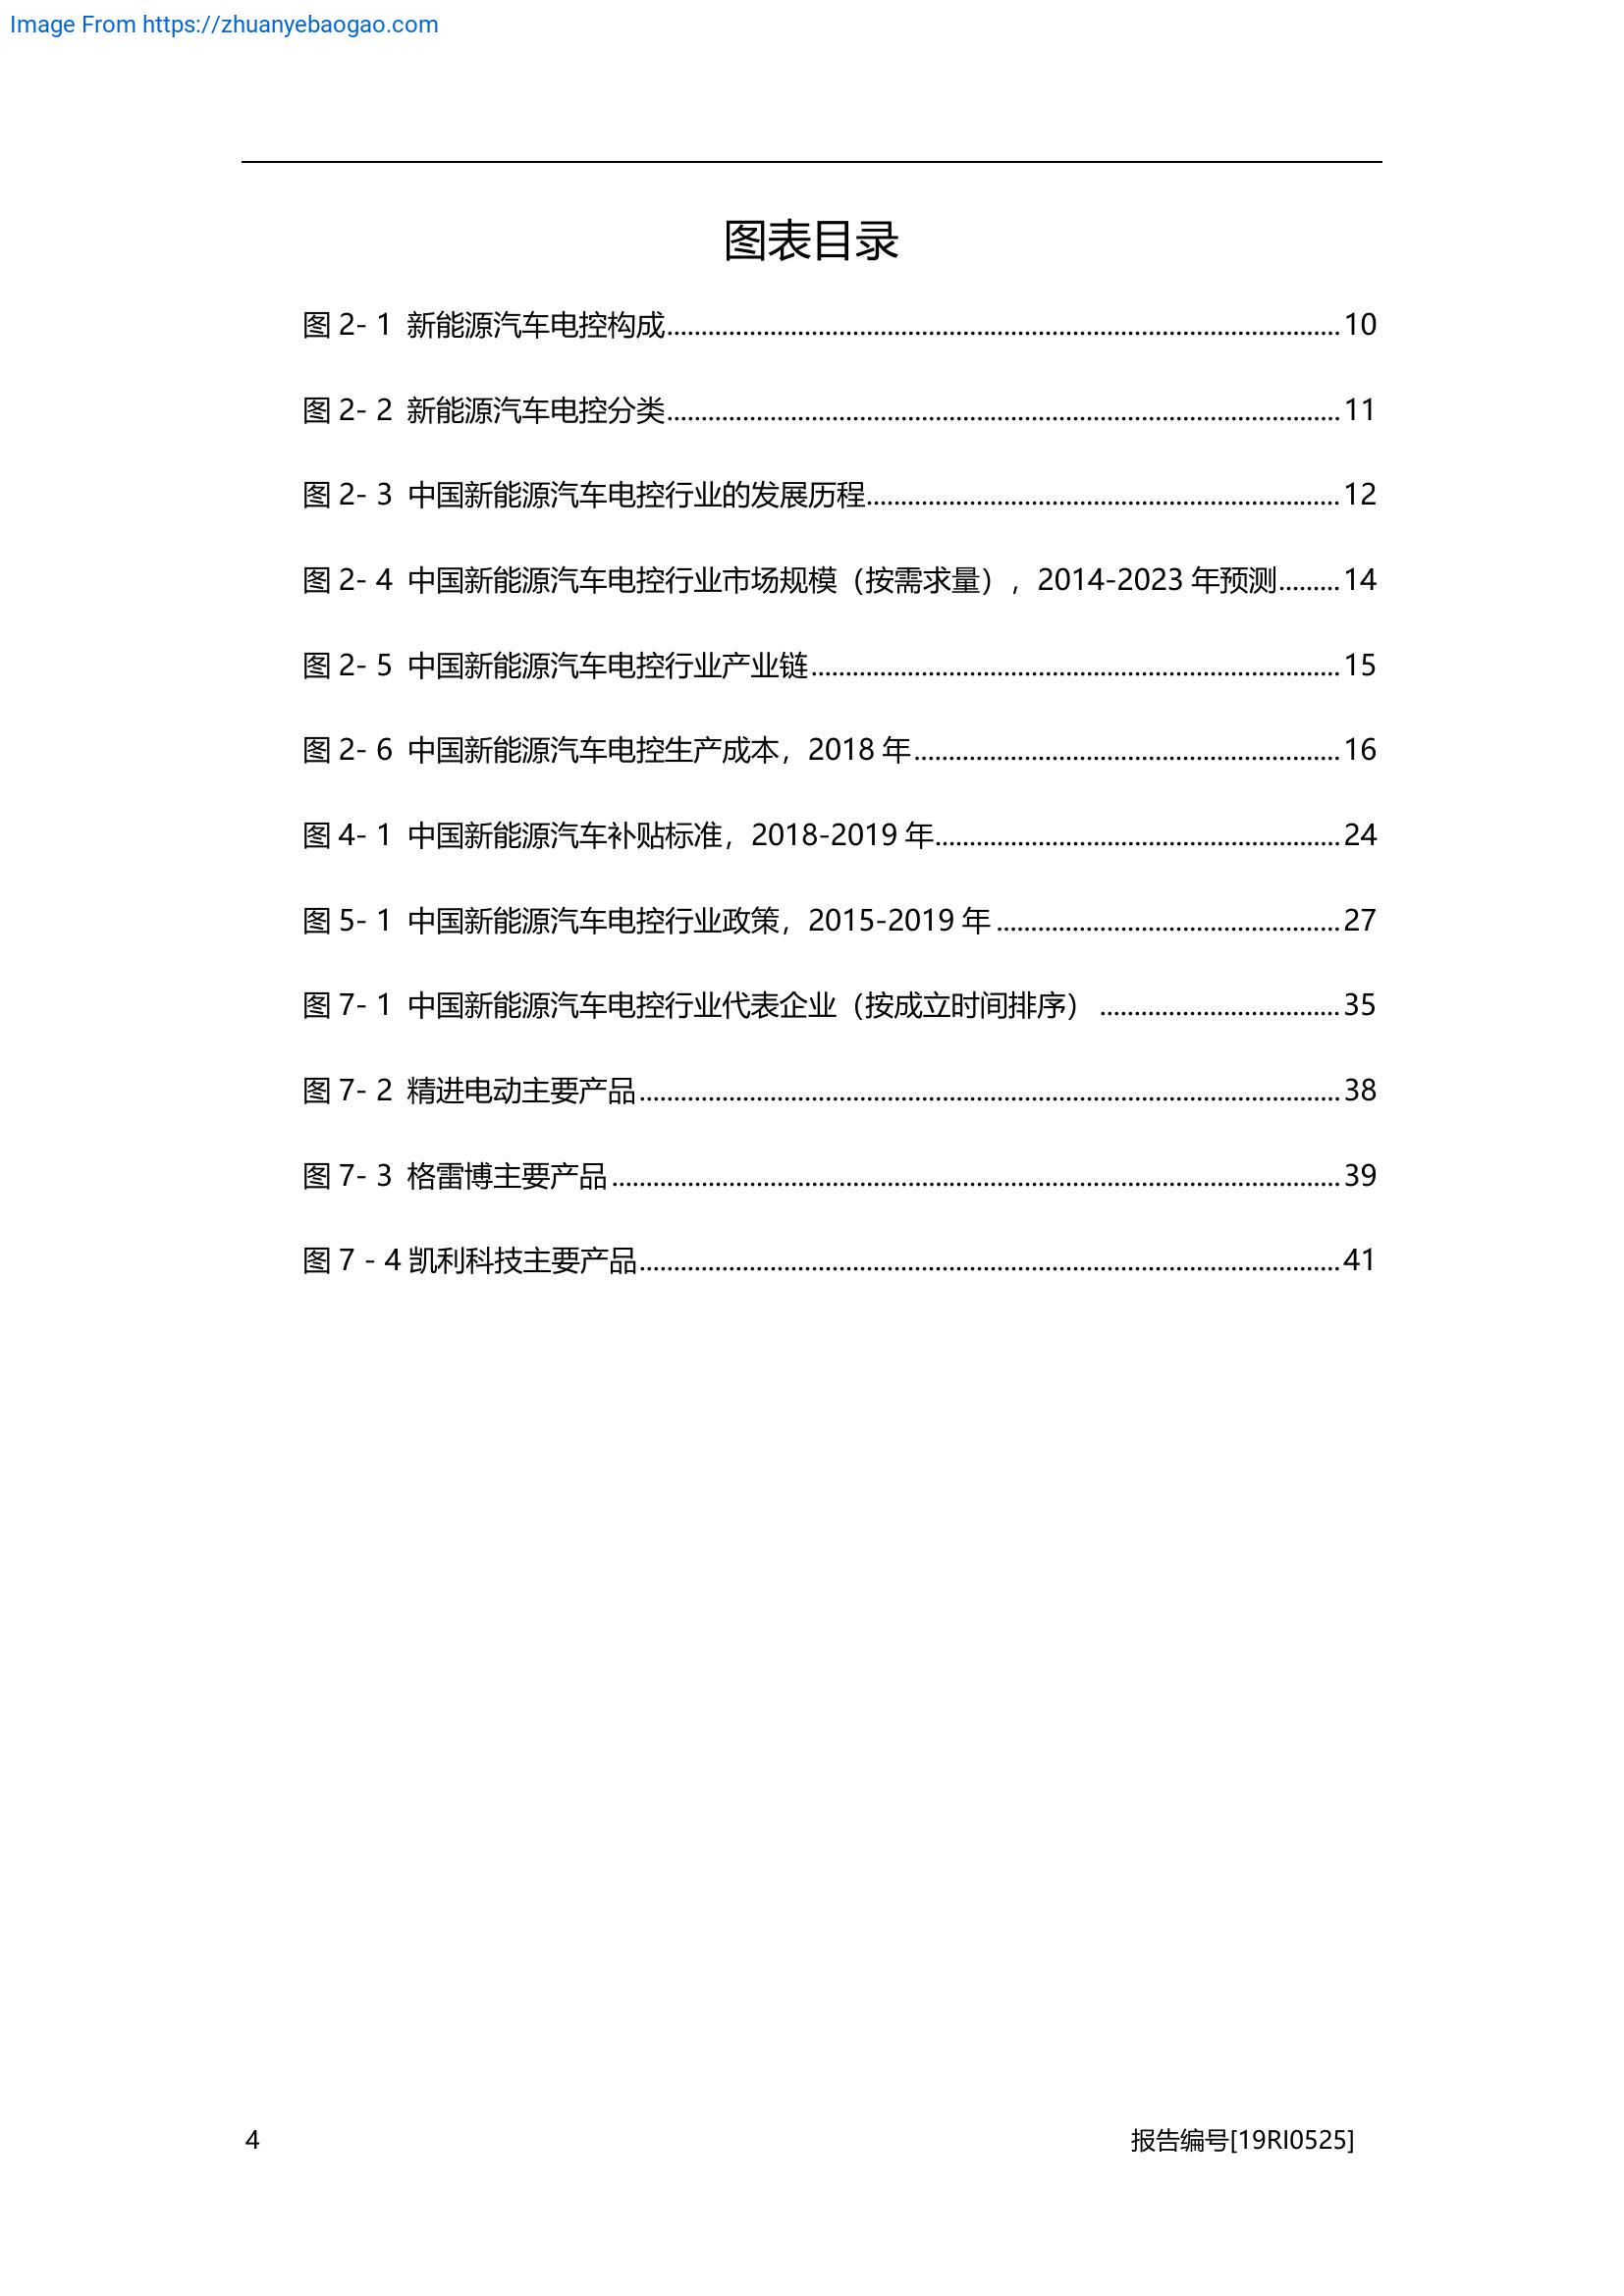 Image From https://zhuanyebaogao.com
图表目录
图 2- 1 新能源汽车电控构成 10
图 2- 2 新能源汽车电控分类 11
图 2- 3 中国新能源汽车电控行业的发展历程 12
图 2- 4 中国新能源汽车电控行业市场规模（按需求量），2014-2023 年预测 14
图 2- 5 中国新能源汽车电控行业产业链 15
图 2- 6 中国新能源汽车电控生产成本，2018 年 16
图 4- 1 中国新能源汽车补贴标准，2018-2019 年 24
图 5- 1 中国新能源汽车电控行业政策，2015-2019 年 27
图 7- 1 中国新能源汽车电控行业代表企业（按成立时间排序） 35
图 7- 2 精进电动主要产品 38
图 7- 3 格雷博主要产品 39
图 7 - 4 凯利科技主要产品 41
4 报告编号[19RI0525]